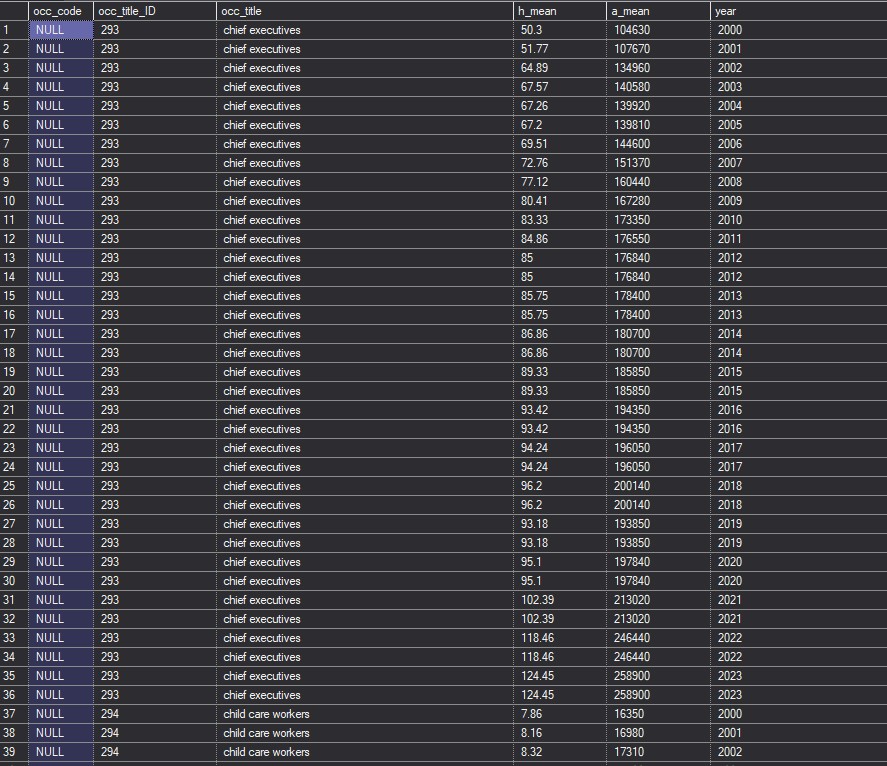 occ_code occ_title_ID occ_title h_mean a_mean year
1 NULL 293 chief executives 50.3 104630 2000
2 NULL 293 chief executives 51.77 107670 2001
3 NULL 293 chief executives 64.89 134960 2002
4 NULL 293 chief executives 67.57 140580 2003
5 NULL 293 chief executives 67.26 139920 2004
6 NULL 293 chief executives 67.2 139810 2005
7 NULL 293 chief executives 69.51 144600 2006
8 NULL 293 chief executives 72.76 151370 2007
9 NULL 293 chief executives 77.12 160440 2008
10 NULL 293 chief executives 80.41 167280 2009
11 NULL 293 chief executives 83.33 173350 2010
12 NULL 293 chief executives 84.86 176550 2011
13 NULL 293 chief executives 85 176840 2012
14 NULL 293 chief executives 85 176840 2012
15 NULL 293 chief executives 85.75 178400 2013
16 NULL 293 chief executives 85.75 178400 2013
17 NULL 293 chief executives 86.86 180700 2014
18 NULL 293 chief executives 86.86 180700 2014
19 NULL 293 chief executives 89.33 185850 2015
20 NULL 293 chief executives 89.33 185850 2015
21 NULL 293 chief executives 93.42 194350 2016
22 NULL 293 chief executives 93.42 194350 2016
23 NULL 293 chief executives 94.24 196050 2017
24 NULL 293 chief executives 94.24 196050 2017
25 NULL 293 chief executives 96.2 200140 2018
26 NULL 293 chief executives 96.2 200140 2018
27 NULL 293 chief executives 93.18 193850 2019
28 NULL 293 chief executives 93.18 193850 2019
29 NULL 293 chief executives 95.1 197840 2020
30 NULL 293 chief executives 95.1 197840 2020
31 NULL 293 chief executives 102.39 213020 2021
32 NULL 293 chief executives 102.39 213020 2021
33 NULL 293 chief executives 118.46 246440 2022
34 NULL 293 chief executives 118.46 246440 2022
35 NULL 293 chief executives 124.45 258900 2023
36 NULL 293 chief executives 124.45 258900 2023
37 NULL 294 child care workers 7.86 16350 2000
38 NULL 294 child care workers 8.16 16980 2001
39 NULL 294 child care workers 8.32 17310 2002